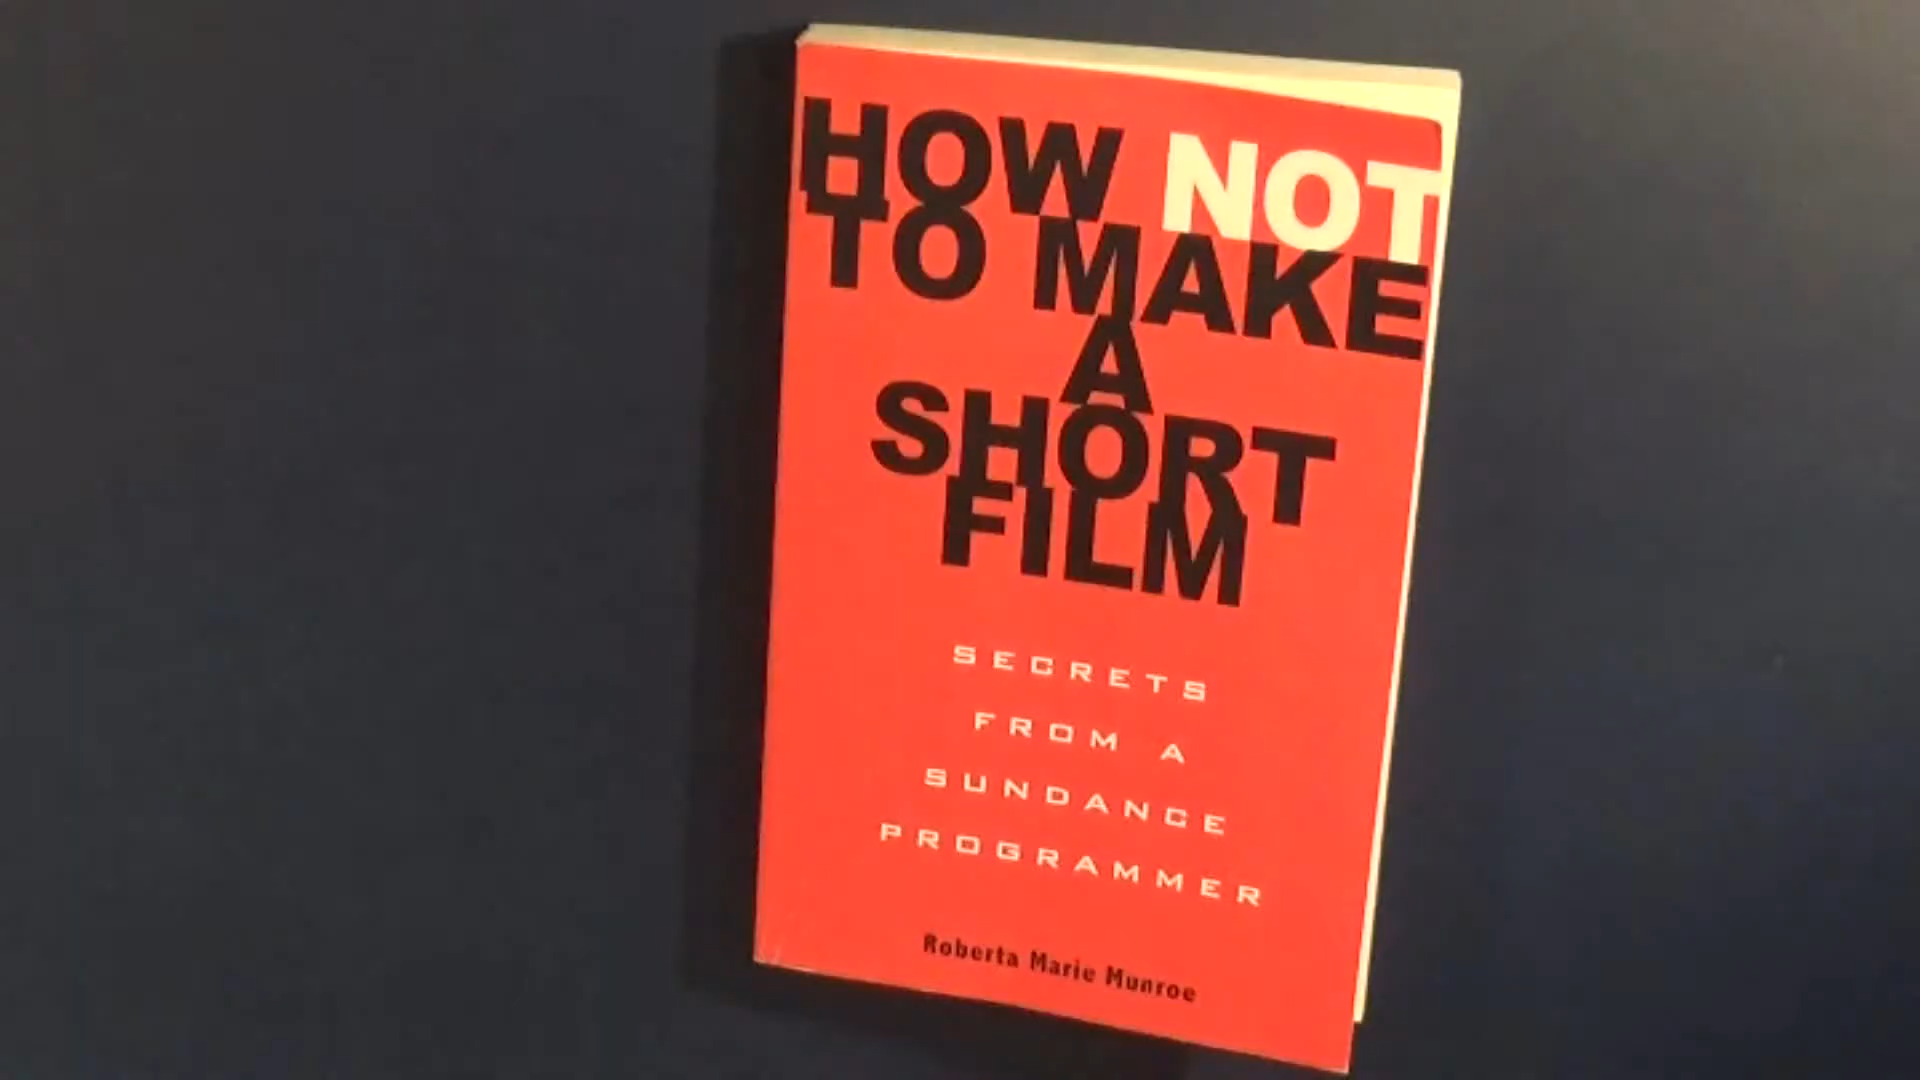 HOW NOT
TO MAKE
A
SHORT
FILM
SECRETS
FROM A
SUNDANCE
PROGRAMMER
Roberta Marie Munroe